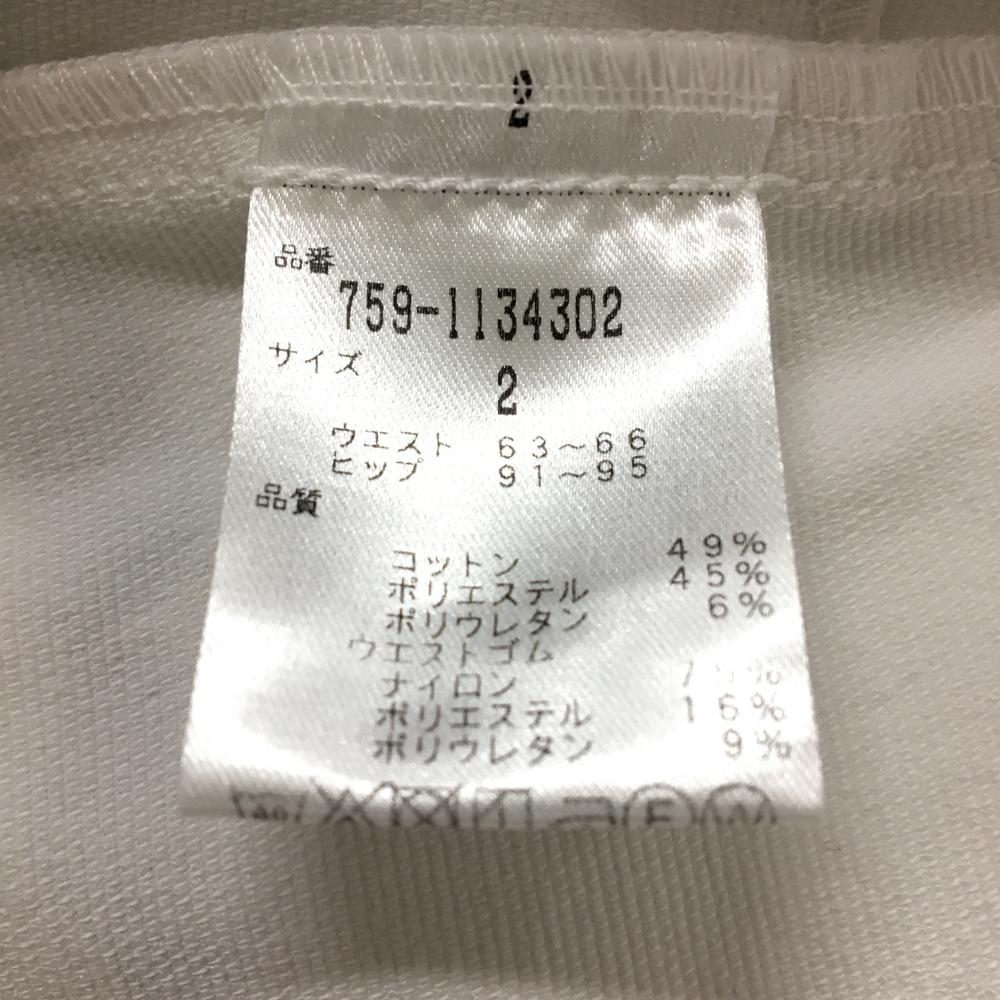 2
品番
759-1134302
サイズ
2
ウエスト 63～66
ヒップ 91～95
品質
コットン 49%
ポリエステル 45%
ポリウレタン 6%
ウエストゴム
ナイロン 75%
ポリエステル 16%
ポリウレタン 9%
40
F W